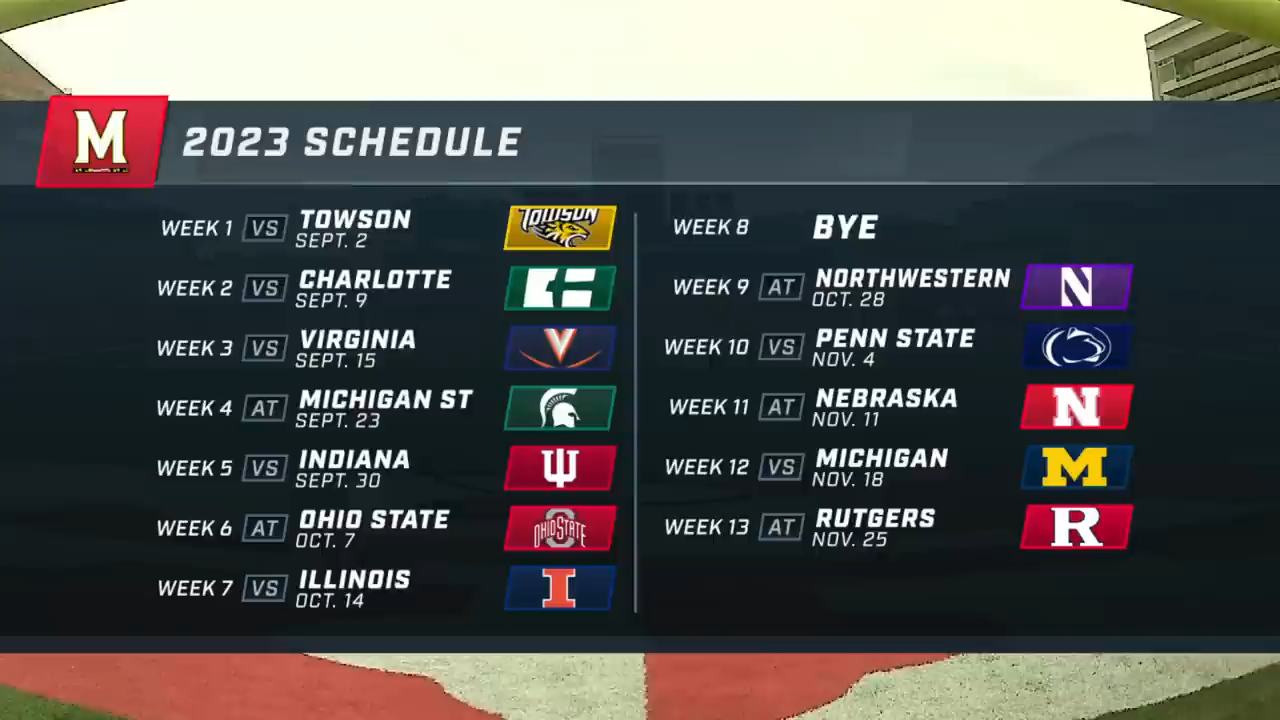 M
2023 SCHEDULE
WEEK 1 VS TOWSON
SEPT. 2
TOWSON
WEEK 2 VS CHARLOTTE
SEPT. 9
WEEK 3 VS VIRGINIA
SEPT. 15
WEEK 4 AT MICHIGAN ST
SEPT. 23
WEEK 5 VS INDIANA
SEPT. 30
WEEK 6 AT OHIO STATE
OCT. 7
OHIO STATE
WEEK 7 VS ILLINOIS
OCT. 14
I
WEEK 8 BYE
WEEK 9 AT NORTHWESTERN
OCT. 28
N
WEEK 10 VS PENN STATE
NOV. 4
WEEK 11 AT NEBRASKA
NOV. 11
N
WEEK 12 VS MICHIGAN
NOV. 18
M
WEEK 13 AT RUTGERS
NOV. 25
R